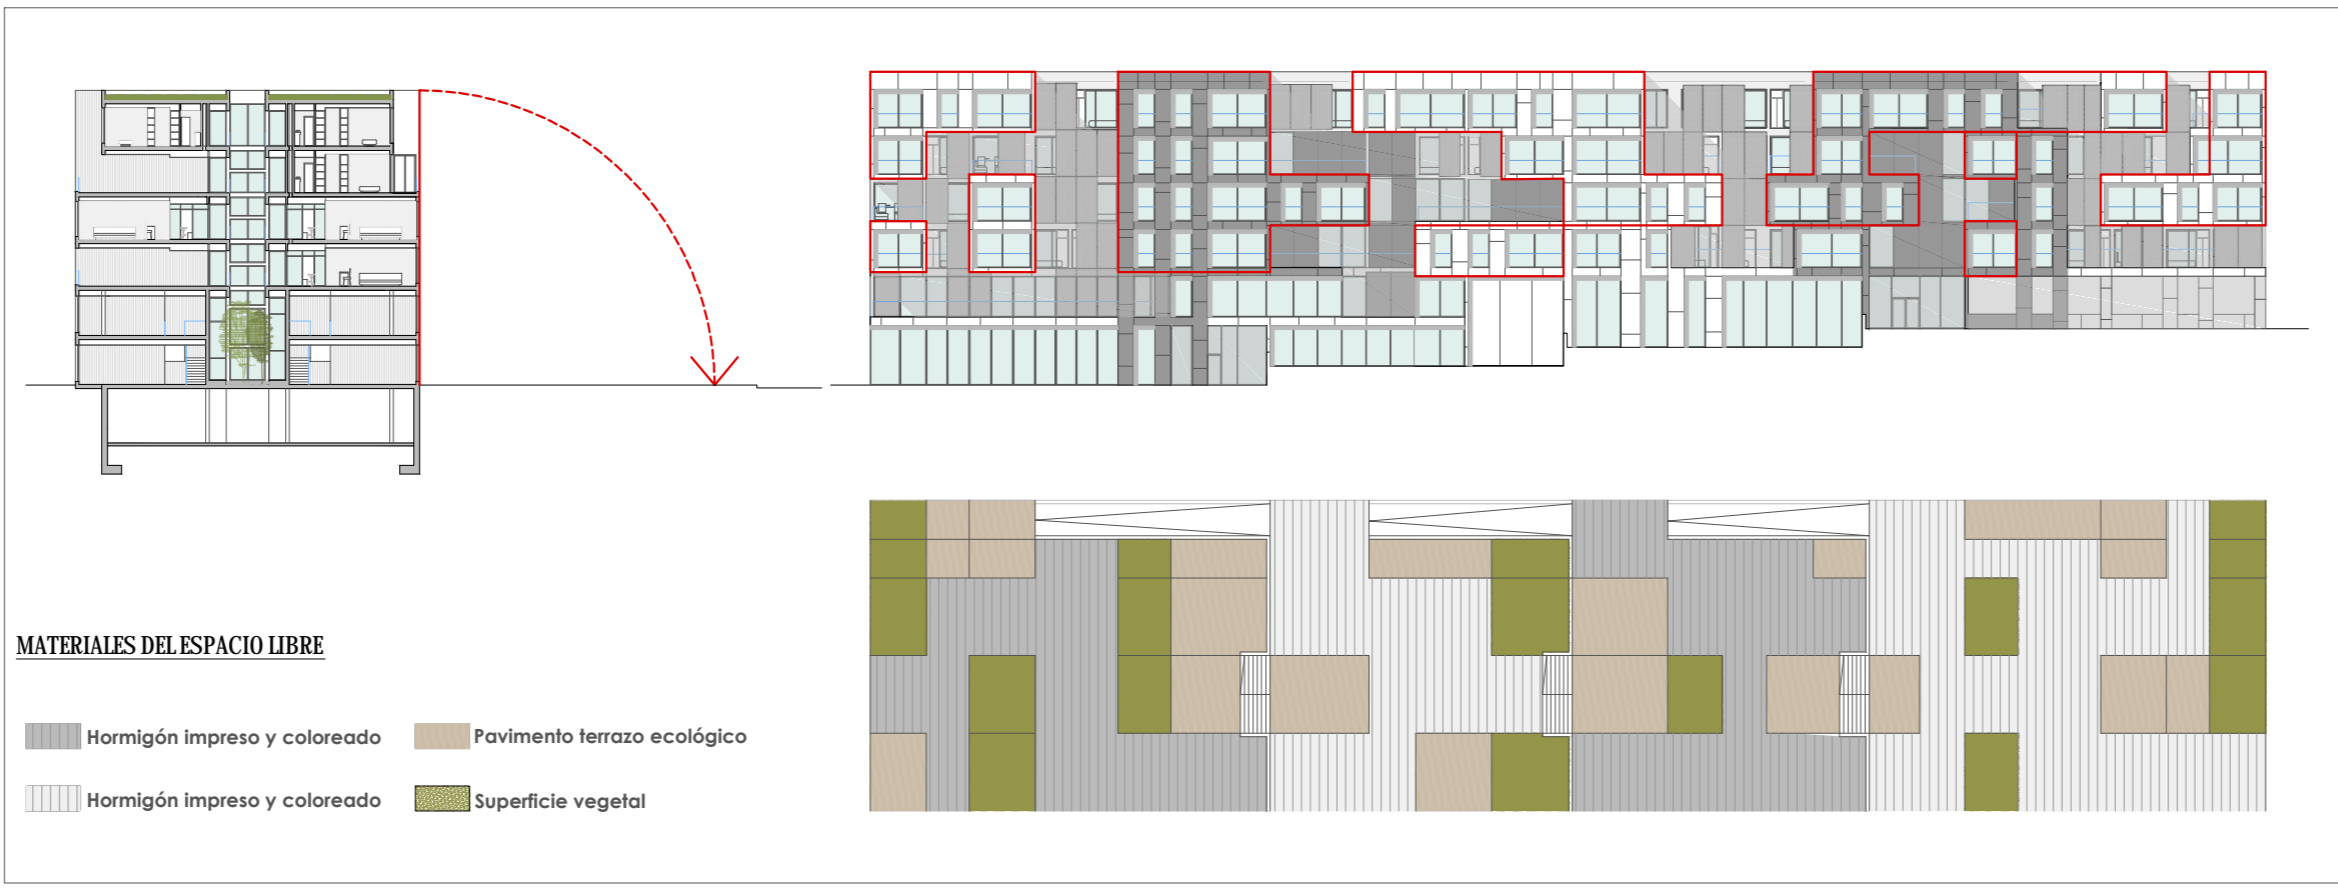 MATERIALES DEL ESPACIO LIBRE
Hormigón impreso y coloreado
Pavimento terrazo ecológico
Hormigón impreso y coloreado
Superficie vegetal